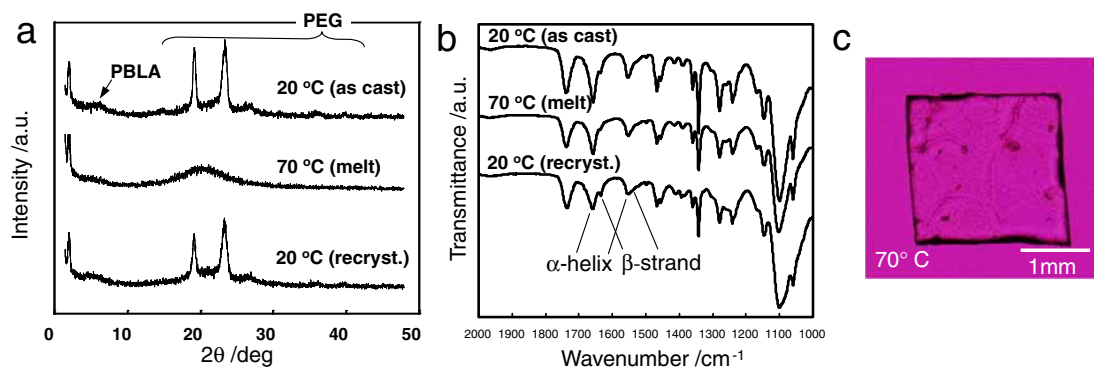 a
PEG
PBLA
20 °C (as cast)
70 °C (melt)
20 °C (recryst.)
Intensity /a.u.
0 10 20 30 40 50
2θ /deg
b
20 °C (as cast)
70 °C (melt)
20 °C (recryst.)
α-helix β-strand
Transmittance /a.u.
2000 1900 1800 1700 1600 1500 1400 1300 1200 1100 1000
Wavenumber /cm⁻¹
c
70° C
1mm